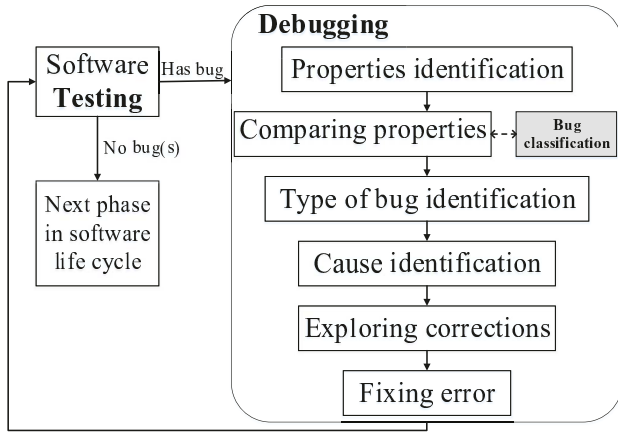 Debugging
Software
Testing
Has bug
Properties identification
Comparing properties
Bug
classification
No bug(s)
Next phase
in software
life cycle
Type of bug identification
Cause identification
Exploring corrections
Fixing error